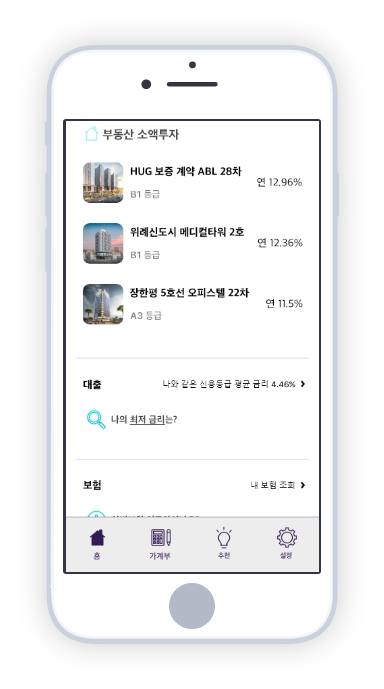 부동산 소액투자
HUG 보증 계약 ABL 28차
연 12.96%
B1 등급
위례신도시 메디컬타워 2호
연 12.36%
B1 등급
장한평 5호선 오피스텔 22차
연 11.5%
A3 등급
대출
나와 같은 신용등급 평균 금리 4.46% >
나의 최저 금리는?
보험
내 보험 조회 >
홈
가계부
추천
설정